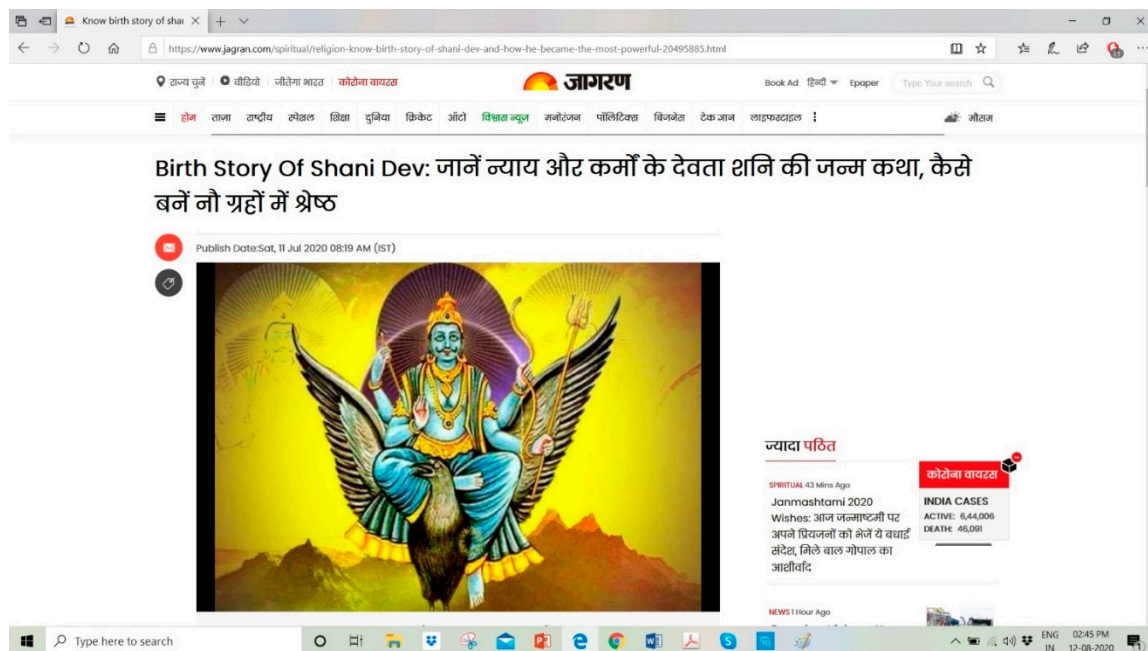 Know birth story of shai
https://www.jagran.com/spiritual/religion-know-birth-story-of-shani-dev-and-how-he-became-the-most-powerful-20495885.html
राज्य चुनें वीडियो जीतेगा भारत कोरोना वायरस
जागरण
Book Ad हिन्दी Epaper Type Your search
होम ताजा राष्ट्रीय स्पेशल शिक्षा दुनिया क्रिकेट ऑटो विश्वास न्यूज़ मनोरंजन पॉलिटिक्स बिजनेस टेक ज्ञान लाइफस्टाइल मौसम
Birth Story Of Shani Dev: जानें न्याय और कर्मों के देवता शनि की जन्म कथा, कैसे
बनें नौ ग्रहों में श्रेष्ठ
Publish Date:Sat, 11 Jul 2020 08:19 AM (IST)
ज्यादा पठित
SPIRITUAL 43 Mins Ago
Janmashtami 2020
Wishes: आज जन्माष्टमी पर
अपने प्रियजनों को भेजें ये बधाई
संदेश, मिले बाल गोपाल का
आशीर्वाद
कोरोना वायरस
INDIA CASES
ACTIVE: 6,44,006
DEATH: 46,091
NEWS 1 Hour Ago
Type here to search
ENG 02:45 PM
IN 12-08-2020